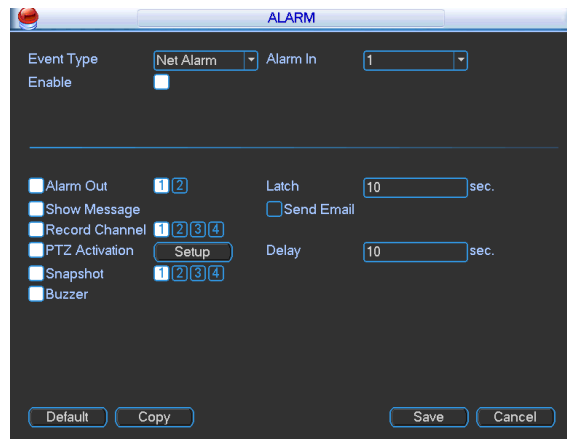 ALARM
Event Type Net Alarm Alarm In 1
Enable
Alarm Out 1 2 Latch 10 sec.
Show Message Send Email
Record Channel 1 2 3 4
PTZ Activation Setup Delay 10 sec.
Snapshot 1 2 3 4
Buzzer
Default Copy Save Cancel